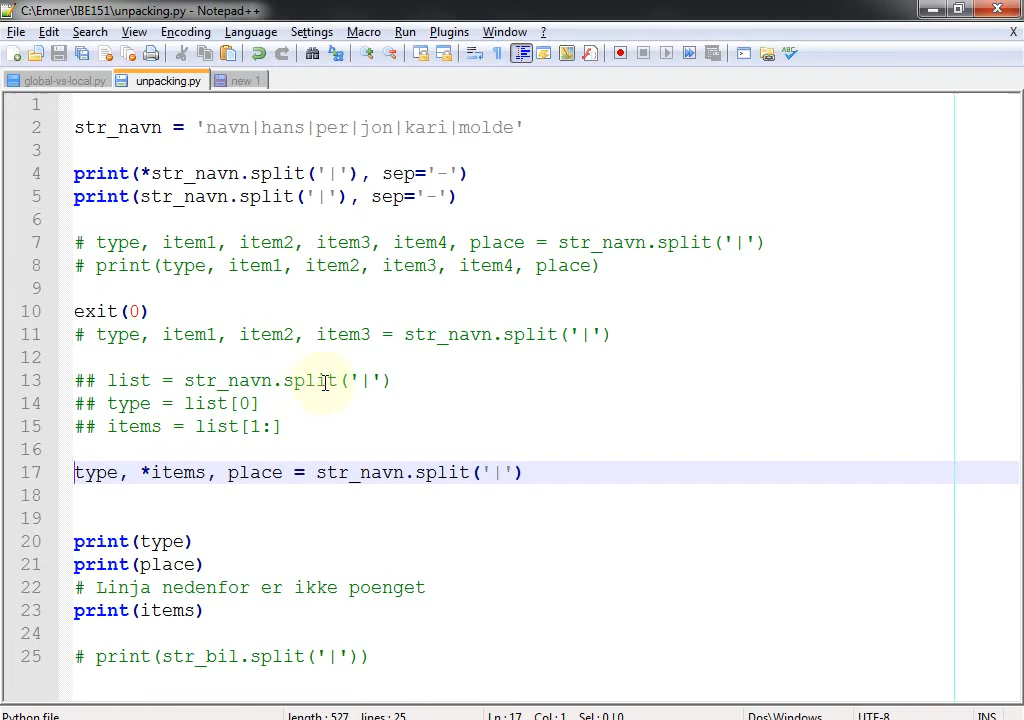 C:\Emner\IBE151\unpacking.py - Notepad++
File Edit Search View Encoding Language Settings Macro Run Plugins Window ? X
global-vs-local.py unpacking.py new 1
1
2 str_navn = 'navn|hans|per|jon|kari|molde'
3
4 print(*str_navn.split('|'), sep='-')
5 print(str_navn.split('|'), sep='-')
6
7 # type, item1, item2, item3, item4, place = str_navn.split('|')
8 # print(type, item1, item2, item3, item4, place)
9
10 exit(0)
11 # type, item1, item2, item3 = str_navn.split('|')
12
13 ## list = str_navn.split('|')
14 ## type = list[0]
15 ## items = list[1:]
16
17 type, *items, place = str_navn.split('|')
18
19
20 print(type)
21 print(place)
22 # Linja nedenfor er ikke poenget
23 print(items)
24
25 # print(str_bil.split('|'))
Python file length : 527 lines : 25 Ln : 17 Col : 1 Sel : 0 | 0 Dos\Windows UTF-8 INS